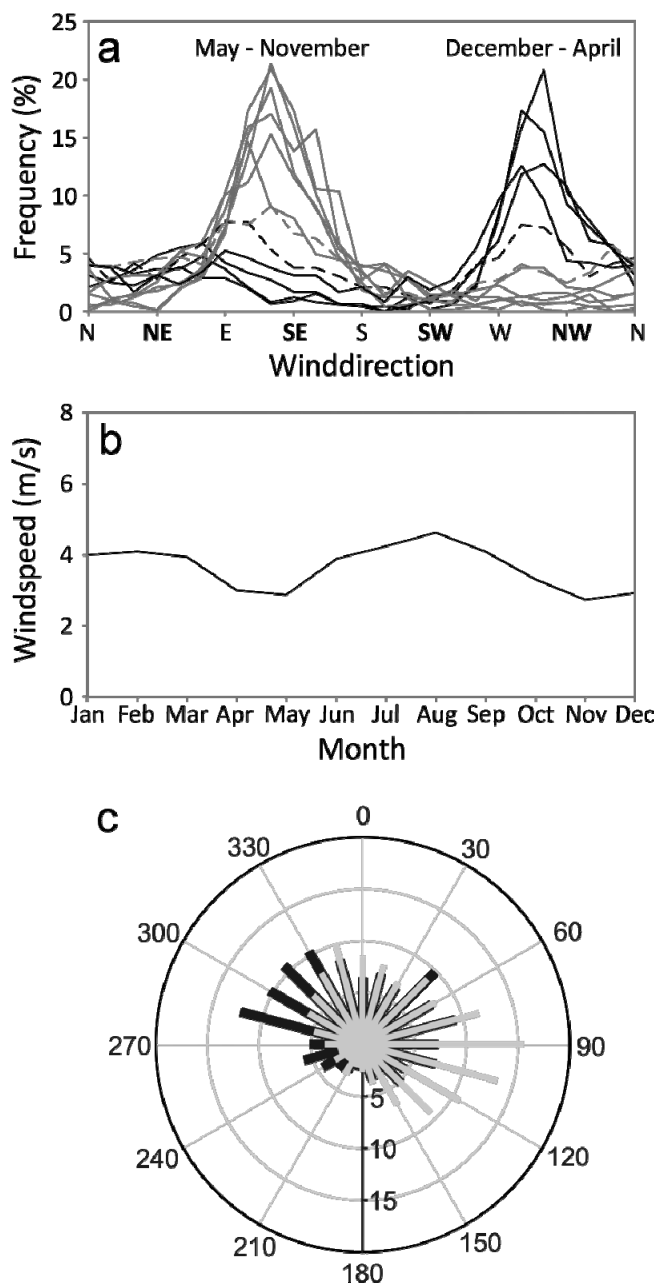 a
May - November
December - April
Frequency (%)
25
20
15
10
5
0
N NE E SE S SW W NW N
Winddirection
b
Windspeed (m/s)
8
6
4
2
0
Jan Feb Mar Apr May Jun Jul Aug Sep Oct Nov Dec
Month
c
0
330
30
300
60
270
90
5
240
10
120
15
210
150
180